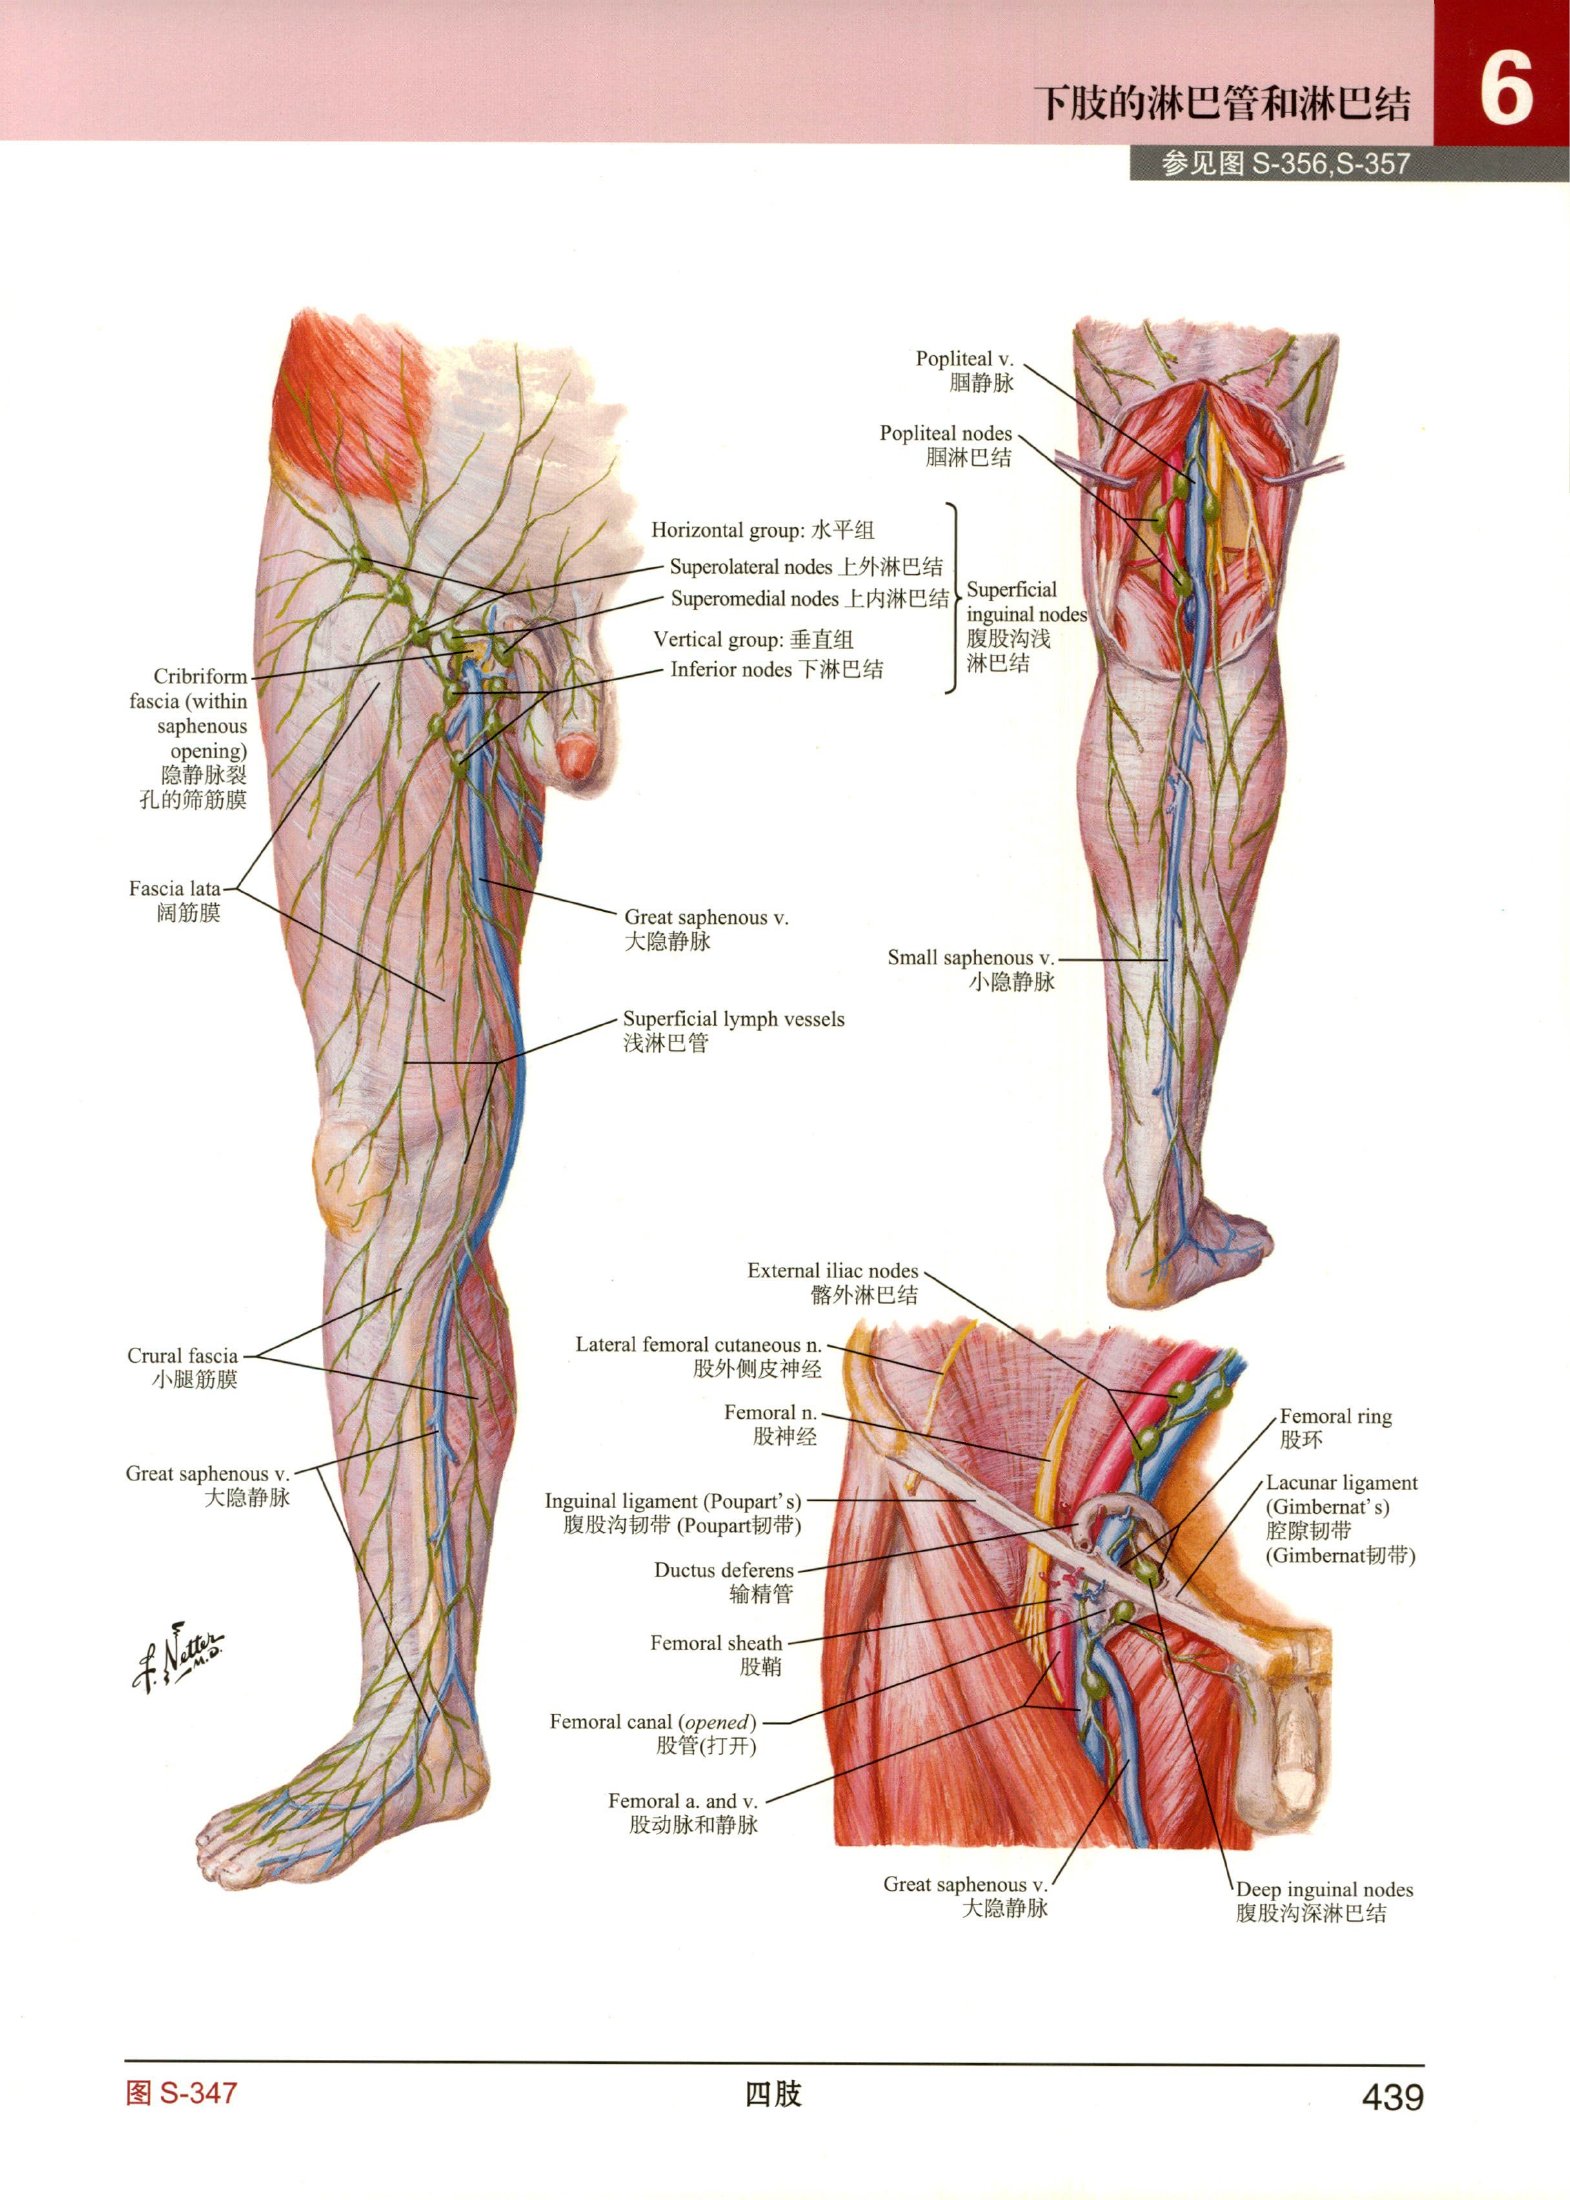 下肢的淋巴管和淋巴结
6
参见图 S-356,S-357
Popliteal v.
腘静脉
Popliteal nodes
腘淋巴结
Horizontal group: 水平组
Superolateral nodes 上外淋巴结
Superomedial nodes 上内淋巴结
Vertical group: 垂直组
Inferior nodes 下淋巴结
Superficial
inguinal nodes
腹股沟浅
淋巴结
Cribriform
fascia (within
saphenous
opening)
隐静脉裂
孔的筛筋膜
Fascia lata
阔筋膜
Great saphenous v.
大隐静脉
Small saphenous v.
小隐静脉
Superficial lymph vessels
浅淋巴管
External iliac nodes
髂外淋巴结
Lateral femoral cutaneous n.
股外侧皮神经
Crural fascia
小腿筋膜
Femoral n.
股神经
Femoral ring
股环
Great saphenous v.
大隐静脉
Inguinal ligament (Poupart's)
腹股沟韧带 (Poupart韧带)
Lacunar ligament
(Gimbernat's)
腔隙韧带
(Gimbernat韧带)
Ductus deferens
输精管
Femoral sheath
股鞘
F. Netter
M.D.
Femoral canal (opened)
股管(打开)
Femoral a. and v.
股动脉和静脉
Great saphenous v.
大隐静脉
Deep inguinal nodes
腹股沟深淋巴结
图 S-347
四肢
439